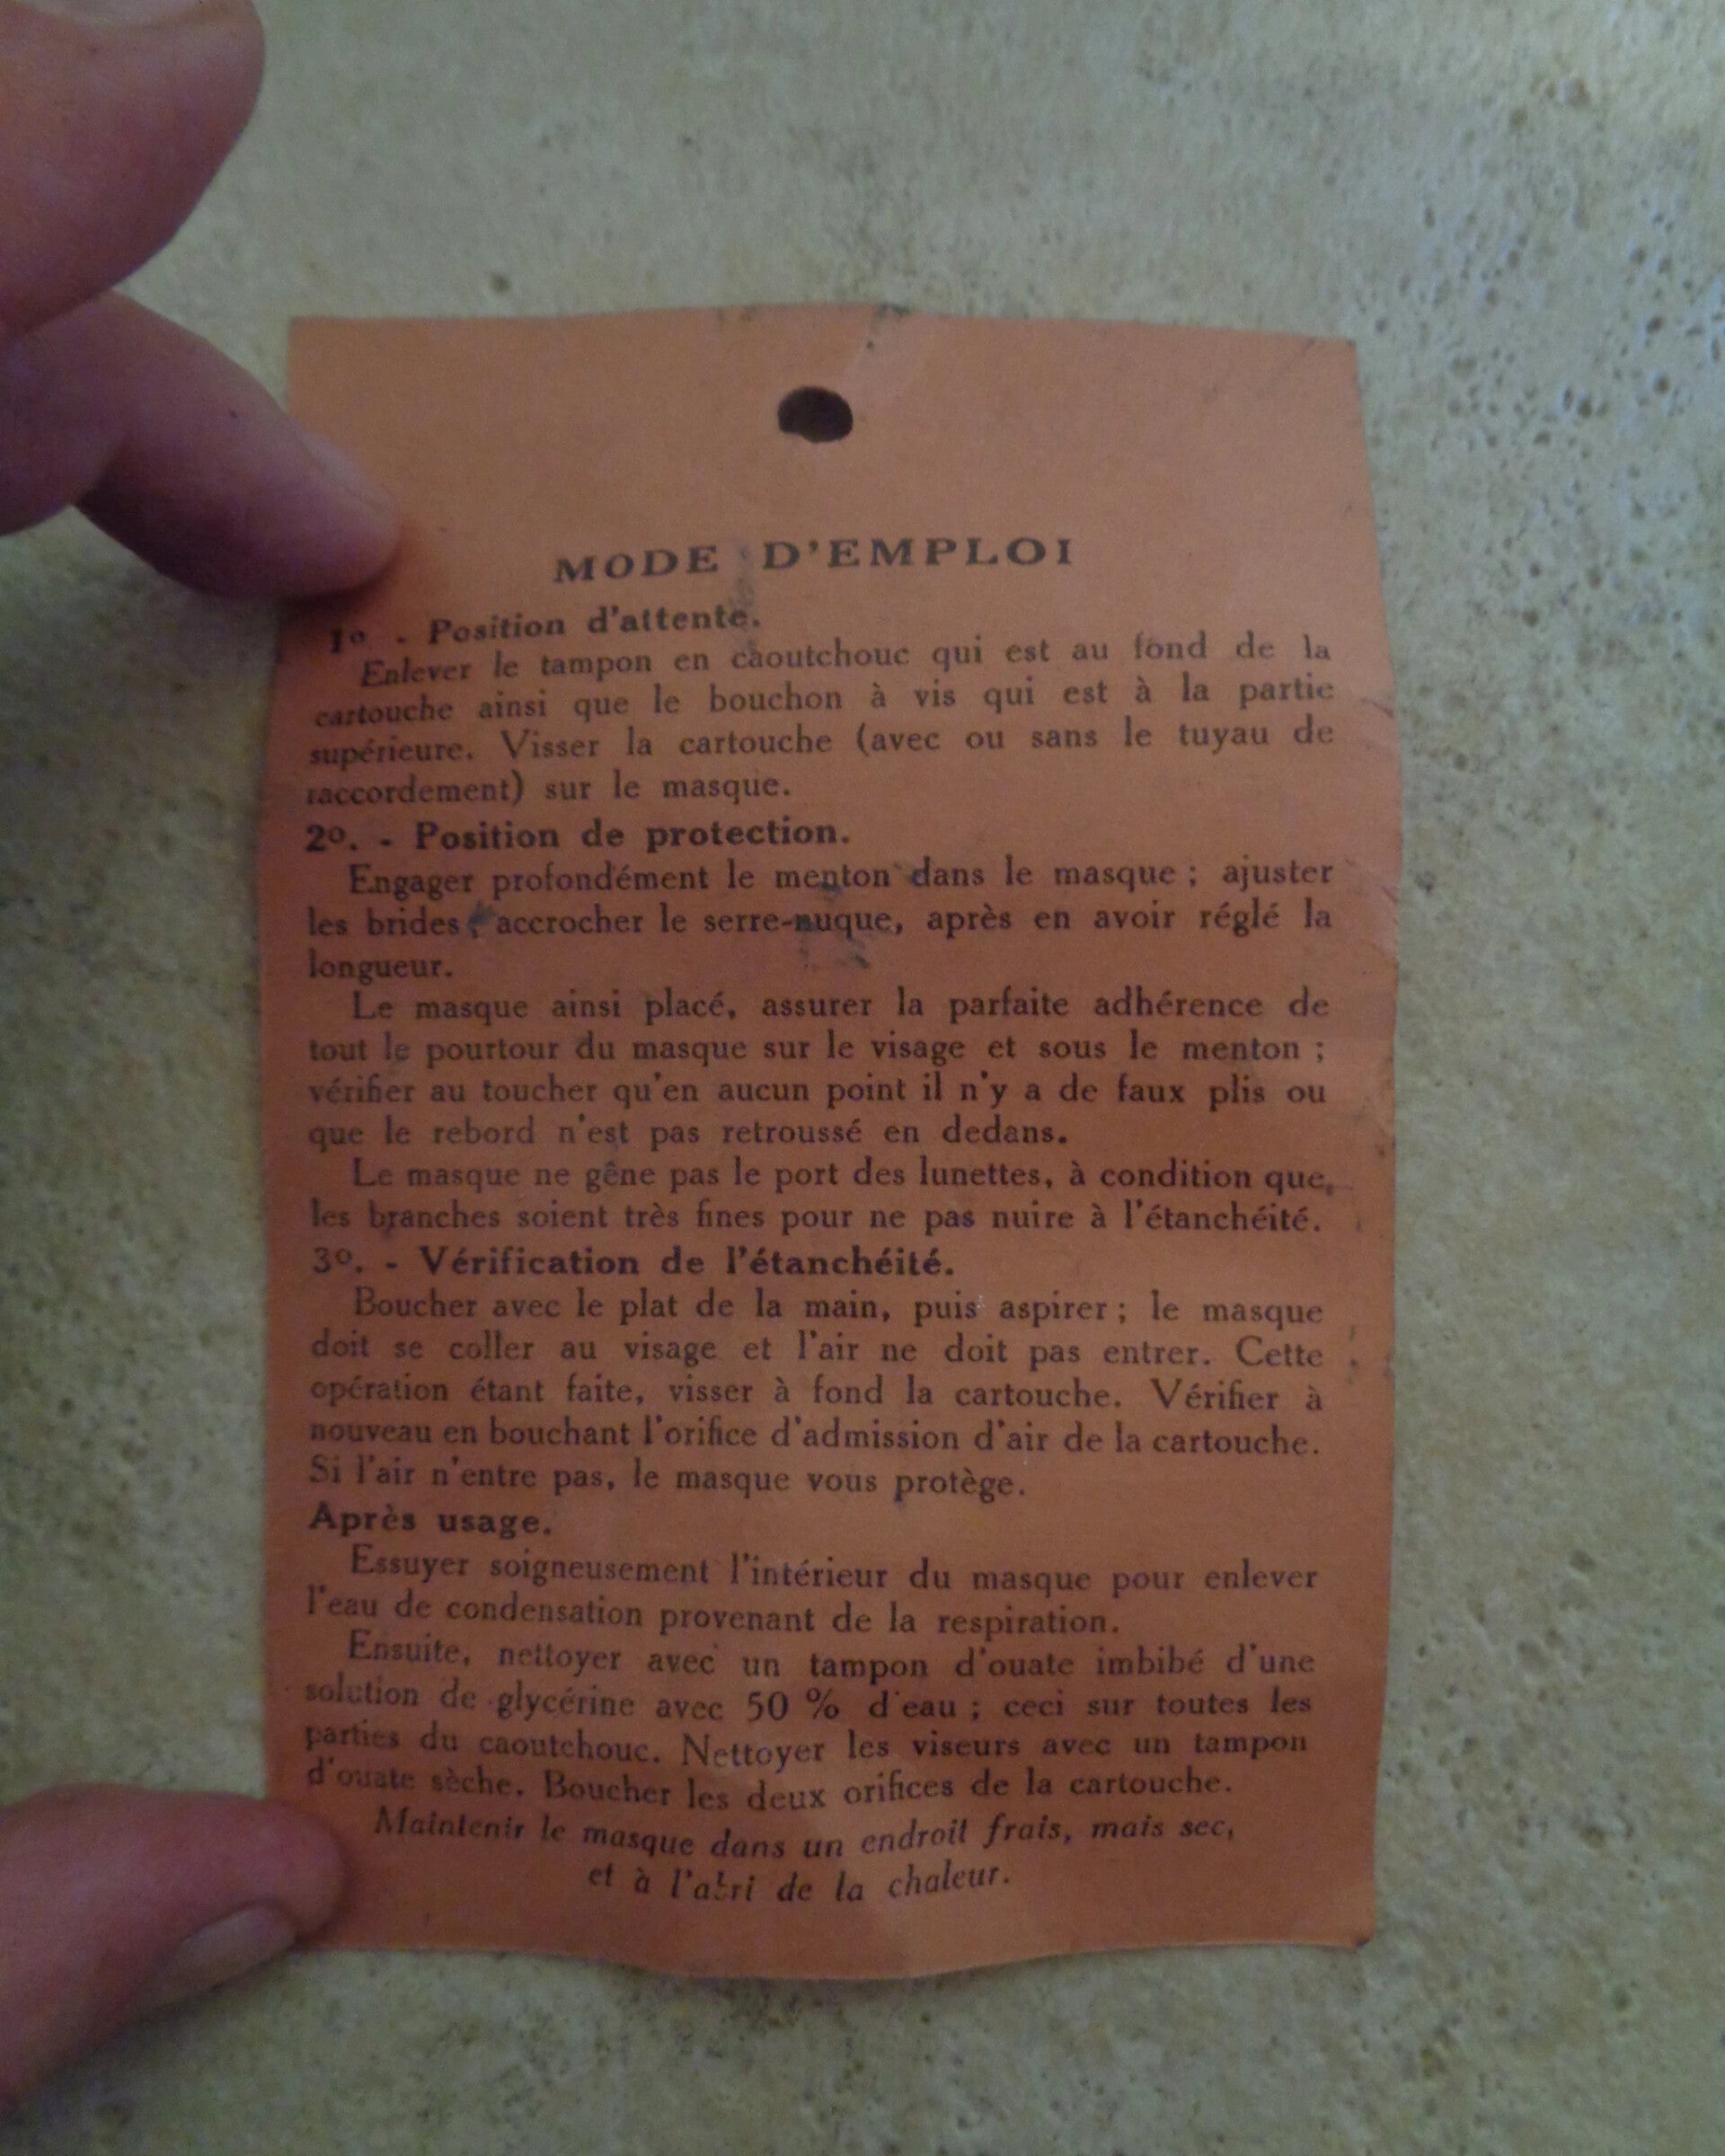 MODE D'EMPLOI
1º - Position d'attente.
Enlever le tampon en caoutchouc qui est au fond de la
cartouche ainsi que le bouchon à vis qui est à la partie
supérieure. Visser la cartouche (avec ou sans le tuyau de
raccordement) sur le masque.
2º. - Position de protection.
Engager profondément le menton dans le masque ; ajuster
les brides ; accrocher le serre-nuque, après en avoir réglé la
longueur.
Le masque ainsi placé, assurer la parfaite adhérence de
tout le pourtour du masque sur le visage et sous le menton ;
vérifier au toucher qu'en aucun point il n'y a de faux plis ou
que le rebord n'est pas retroussé en dedans.
Le masque ne gêne pas le port des lunettes, à condition que,
les branches soient très fines pour ne pas nuire à l'étanchéité.
3º. - Vérification de l'étanchéité.
Boucher avec le plat de la main, puis aspirer ; le masque
doit se coller au visage et l'air ne doit pas entrer. Cette
opération étant faite, visser à fond la cartouche. Vérifier à
nouveau en bouchant l'orifice d'admission d'air de la cartouche.
Si l'air n'entre pas, le masque vous protège.
Après usage.
Essuyer soigneusement l'intérieur du masque pour enlever
l'eau de condensation provenant de la respiration.
Ensuite, nettoyer avec un tampon d'ouate imbibé d'une
solution de glycérine avec 50 % d'eau ; ceci sur toutes les
parties du caoutchouc. Nettoyer les viseurs avec un tampon
d'ouate sèche. Boucher les deux orifices de la cartouche.
Maintenir le masque dans un endroit frais, mais sec,
et à l'abri de la chaleur.